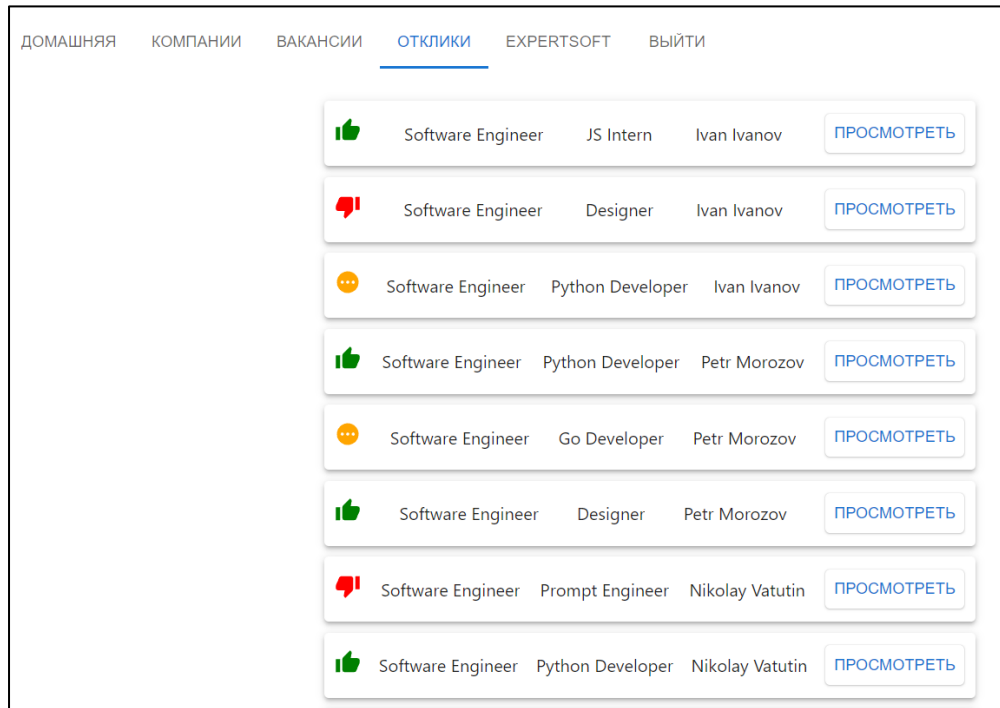 ДОМАШНЯЯ КОМПАНИИ ВАКАНСИИ ОТКЛИКИ EXPERTSOFT ВЫЙТИ
Software Engineer JS Intern Ivan Ivanov ПРОСМОТРЕТЬ
Software Engineer Designer Ivan Ivanov ПРОСМОТРЕТЬ
Software Engineer Python Developer Ivan Ivanov ПРОСМОТРЕТЬ
Software Engineer Python Developer Petr Morozov ПРОСМОТРЕТЬ
Software Engineer Go Developer Petr Morozov ПРОСМОТРЕТЬ
Software Engineer Designer Petr Morozov ПРОСМОТРЕТЬ
Software Engineer Prompt Engineer Nikolay Vatutin ПРОСМОТРЕТЬ
Software Engineer Python Developer Nikolay Vatutin ПРОСМОТРЕТЬ